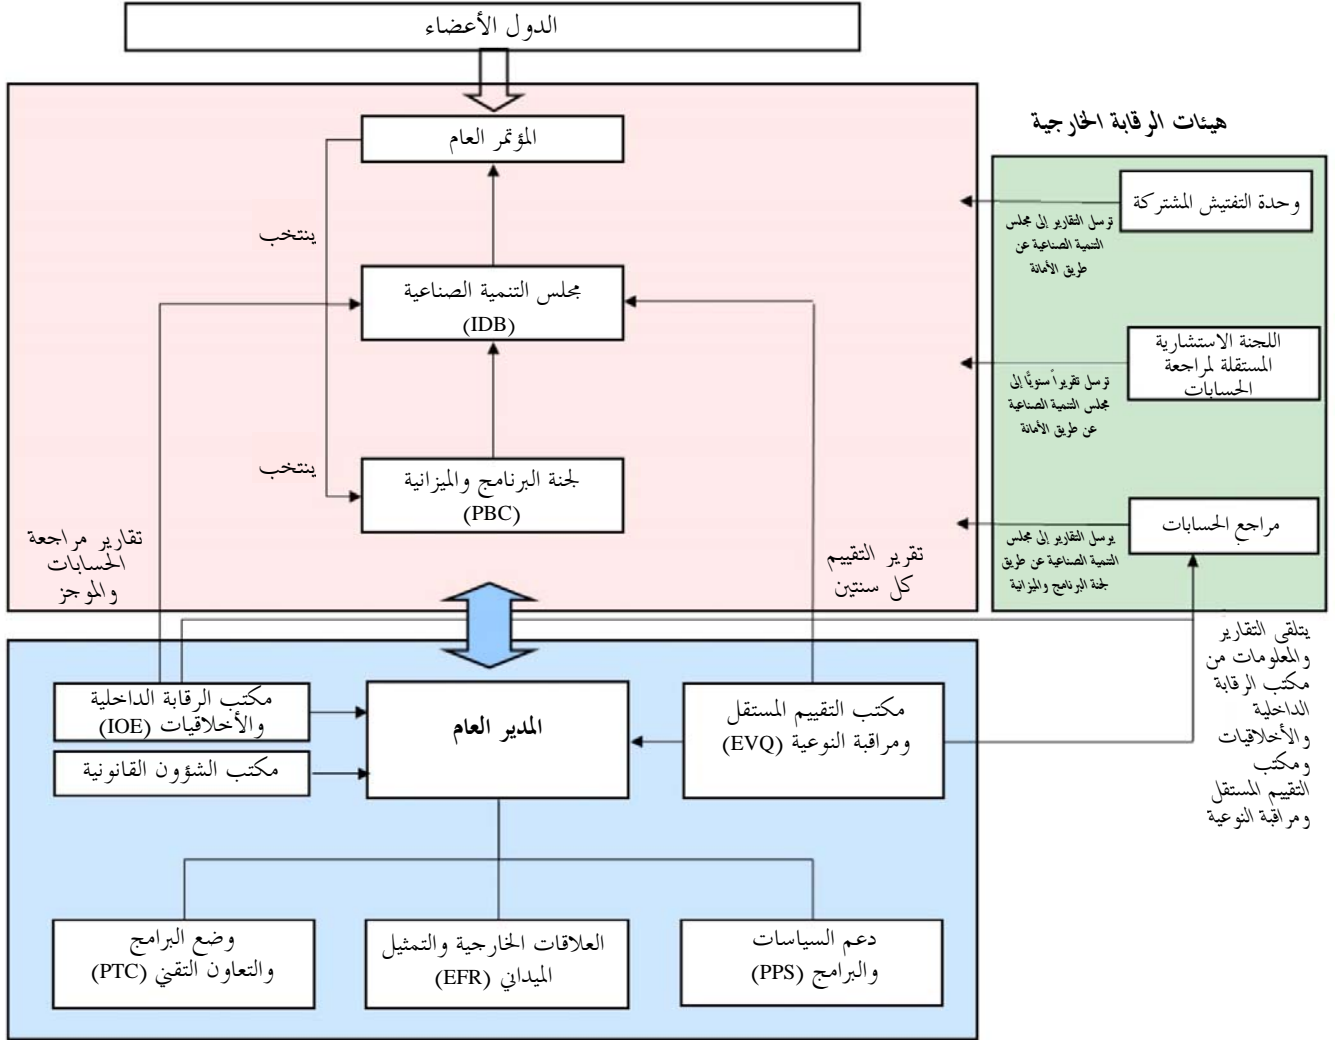 الدول الأعضاء
هيئات الرقابة الخارجية
المؤتمر العام
ينتخب
مجلس التنمية الصناعية
(IDB)
ينتخب
لجنة البرنامج والميزانية
(PBC)
وحدة التفتيش المشتركة
ترسل التقارير إلى مجلس
التنمية الصناعية عن
طريق الأمانة
اللجنة الاستشارية
المستقلة لمراجعة
الحسابات
ترسل تقريراً سنويًّا إلى
مجلس التنمية الصناعية
عن طريق الأمانة
مراجع الحسابات
يرسل التقارير إلى مجلس
التنمية الصناعية عن طريق
لجنة البرنامج والميزانية
تقارير مراجعة
الحسابات
والموجز
تقرير التقييم
كل سنتين
يتلقى التقارير
والمعلومات من
مكتب الرقابة
الداخلية
والأخلاقيات
ومكتب
التقييم المستقل
ومراقبة النوعية
مكتب الرقابة الداخلية
والأخلاقيات (IOE)
مكتب الشؤون القانونية
المدير العام
مكتب التقييم المستقل
ومراقبة النوعية (EVQ)
وضع البرامج
والتعاون التقني (PTC)
العلاقات الخارجية والتمثيل
الميداني (EFR)
دعم السياسات
والبرامج (PPS)